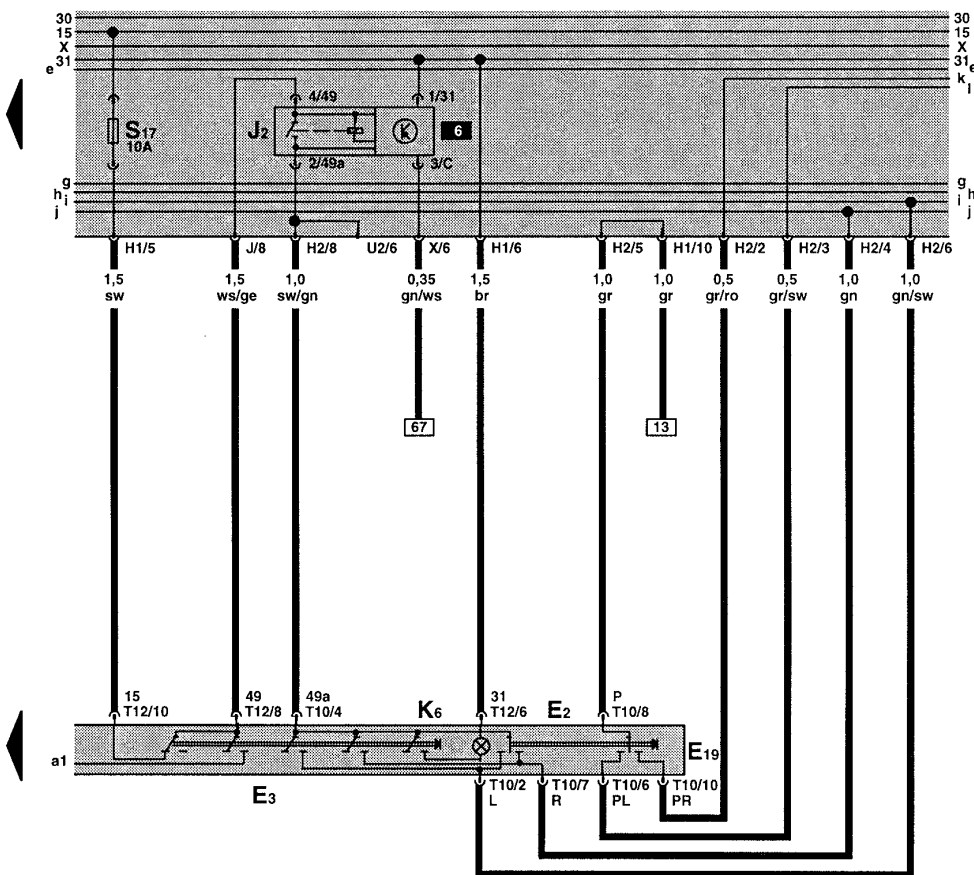 30 30
15 15
X X
31 31
e e
k
l
4/49 1/31
S17
10A
J2 6
2/49a 3/C
g g
h h
i i
j j
H1/5 J/8 H2/8 U2/6 X/6 H1/6 H2/5 H1/10 H2/2 H2/3 H2/4 H2/6
1,5 1,5 1,0 0,35 1,5 1,0 1,0 0,5 0,5 1,0 1,0
sw ws/ge sw/gn gn/ws br gr gr gr/ro gr/sw gn gn/sw
67 13
15 49 49a 31 P
T12/10 T12/8 T10/4 K6 T12/6 E2 T10/8
E19
a1
E3
T10/2 T10/7 T10/6 T10/10
L R PL PR